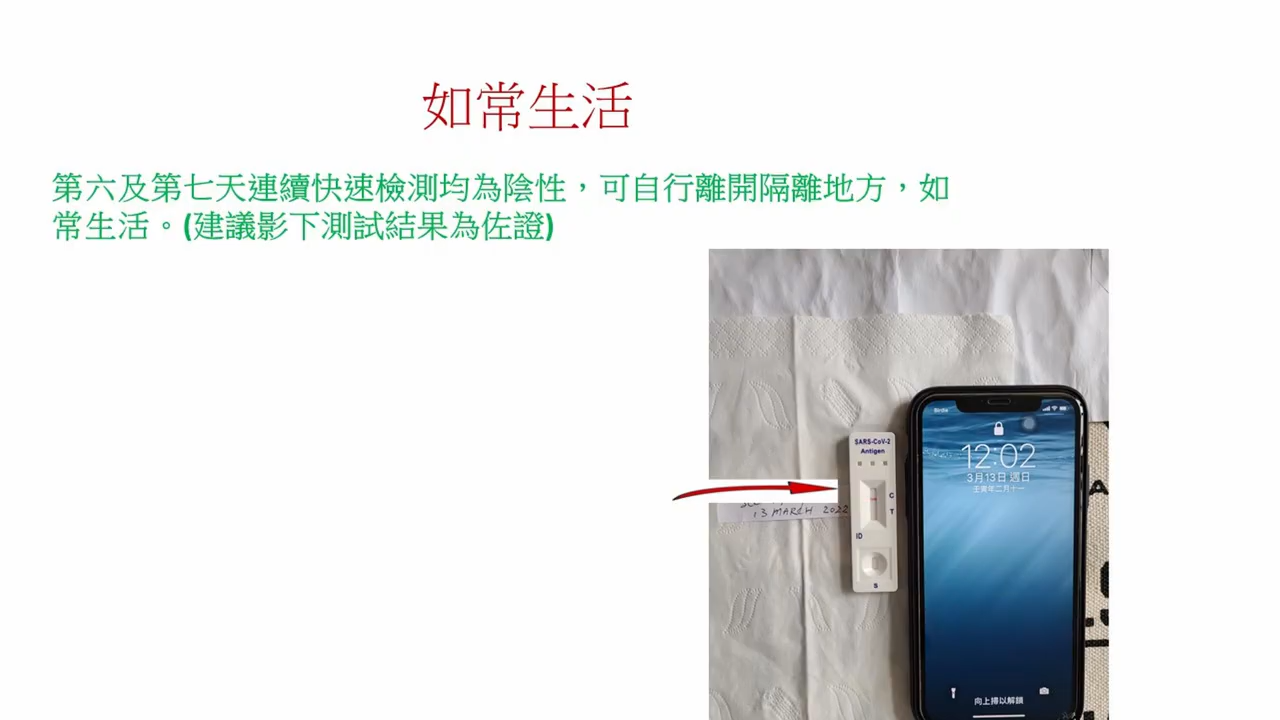 如常生活
第六及第七天連續快速檢測均為陰性，可自行離開隔離地方，如
常生活。(建議影下測試結果為佐證)
Birdie
12:02
3月13日 週日
壬寅年二月十一
SARS-CoV-2
Antigen
C
T
13 MARCH 2022
ID
S
A
向上掃以解鎖